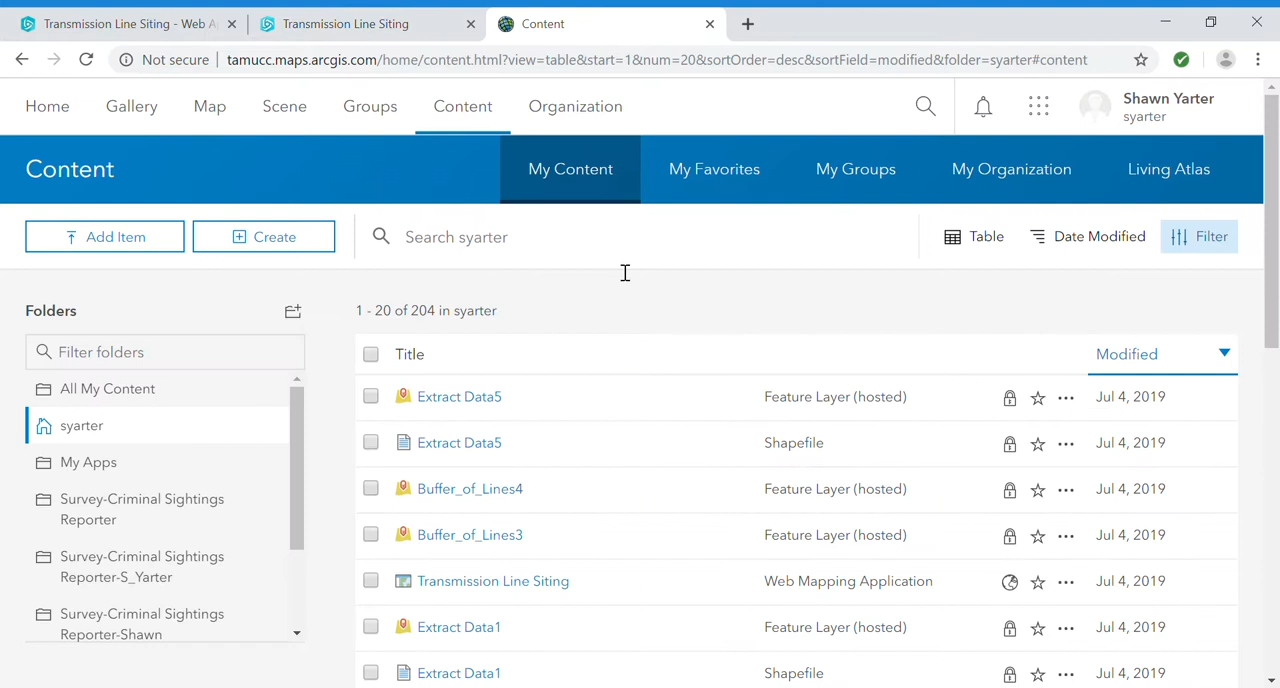 Transmission Line Siting - Web A
Transmission Line Siting
Content
Not secure
tamucc.maps.arcgis.com/home/content.html?view=table&start=1&num=20&sortOrder=desc&sortField=modified&folder=syarter#content
Home
Gallery
Map
Scene
Groups
Content
Organization
Shawn Yarter
syarter
Content
My Content
My Favorites
My Groups
My Organization
Living Atlas
Add Item
Create
Search syarter
Table
Date Modified
Filter
Folders
Filter folders
All My Content
syarter
My Apps
Survey-Criminal Sightings
Reporter
Survey-Criminal Sightings
Reporter-S_Yarter
Survey-Criminal Sightings
Reporter-Shawn
1 - 20 of 204 in syarter
Title Modified
Extract Data5 Feature Layer (hosted) Jul 4, 2019
Extract Data5 Shapefile Jul 4, 2019
Buffer_of_Lines4 Feature Layer (hosted) Jul 4, 2019
Buffer_of_Lines3 Feature Layer (hosted) Jul 4, 2019
Transmission Line Siting Web Mapping Application Jul 4, 2019
Extract Data1 Feature Layer (hosted) Jul 4, 2019
Extract Data1 Shapefile Jul 4, 2019